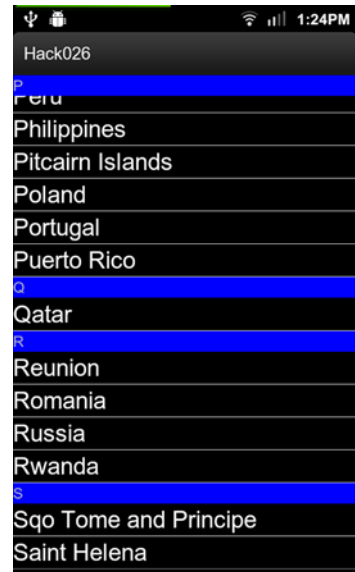 1:24PM
Hack026
P
Peru
Philippines
Pitcairn Islands
Poland
Portugal
Puerto Rico
Q
Qatar
R
Reunion
Romania
Russia
Rwanda
S
Sqo Tome and Principe
Saint Helena